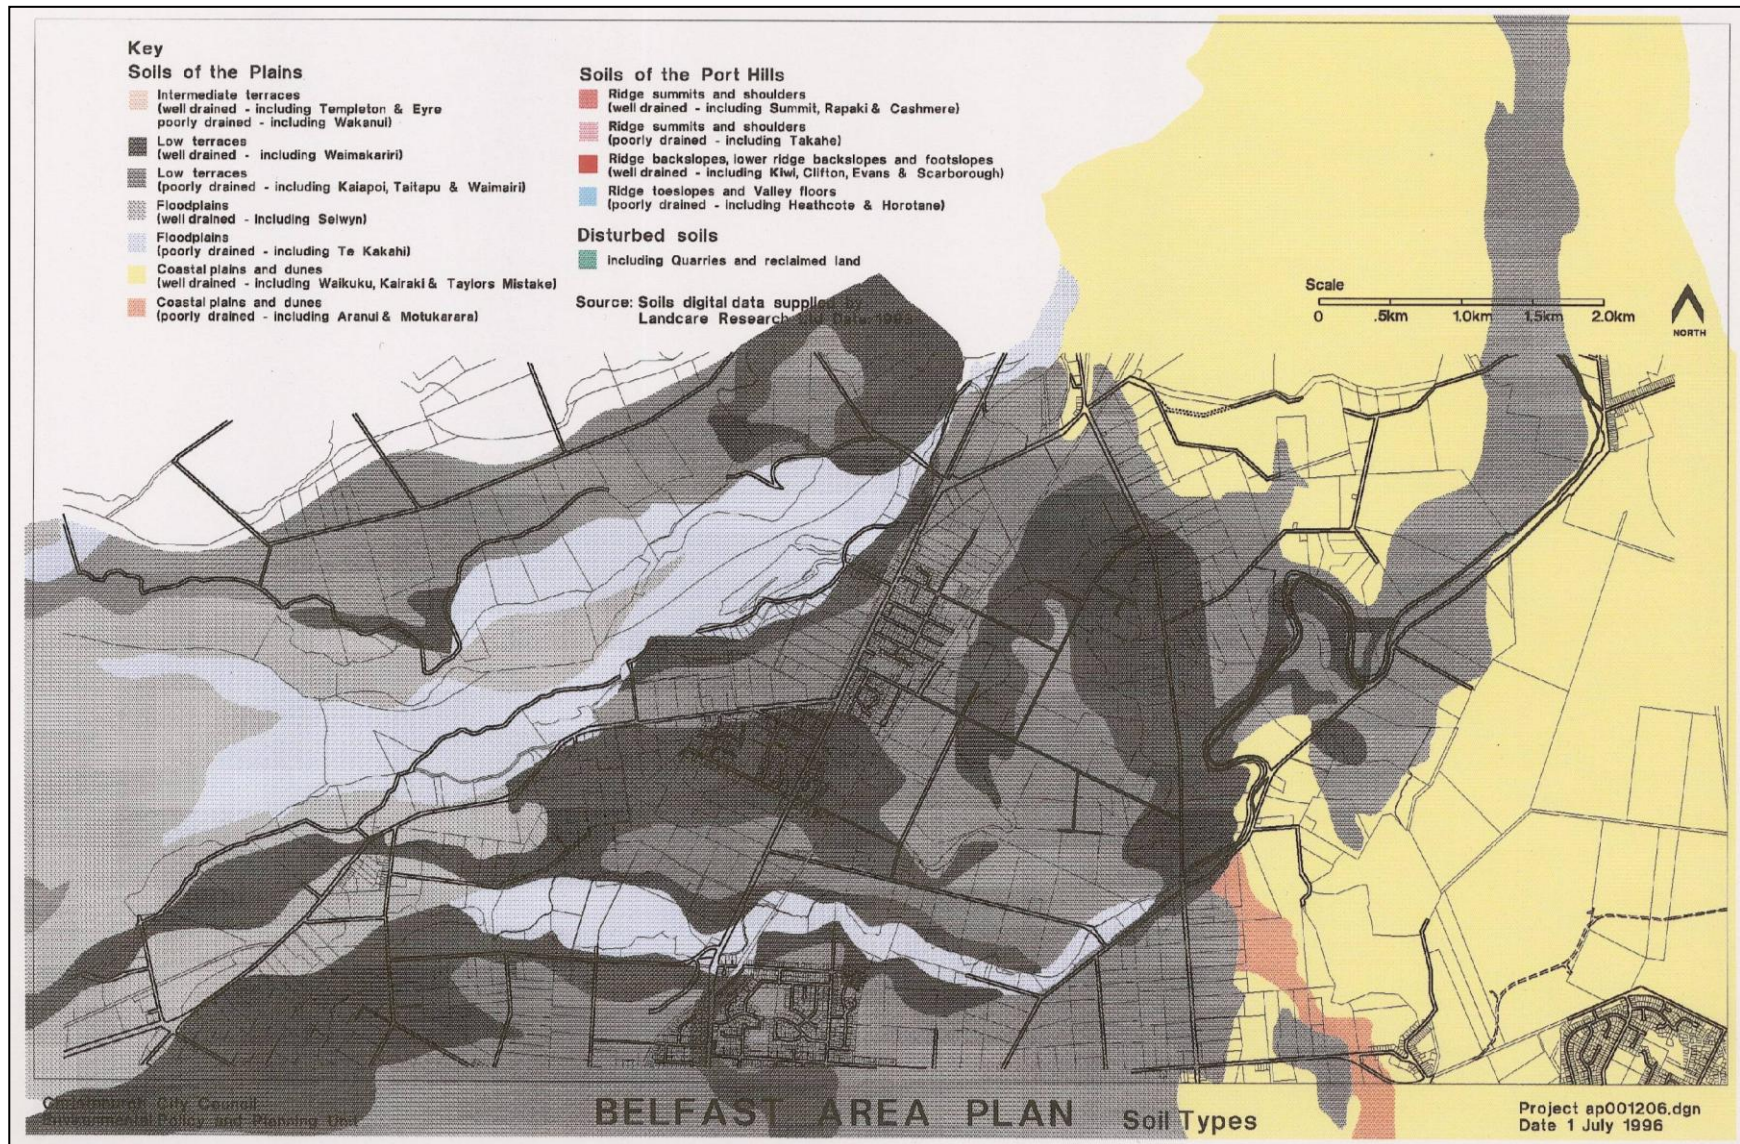 Key
Soils of the Plains
Intermediate terraces
(well drained - including Templeton & Eyre
poorly drained - including Wakanui)
Low terraces
(well drained - including Waimakariri)
Low terraces
(poorly drained - including Kaiapoi, Taitapu & Waimairi)
Floodplains
(well drained - including Selwyn)
Floodplains
(poorly drained - including Te Kakahi)
Coastal plains and dunes
(well drained - including Waikuku, Kairaki & Taylors Mistake)
Coastal plains and dunes
(poorly drained - including Aranui & Motukarara)
Soils of the Port Hills
Ridge summits and shoulders
(well drained - including Summit, Rapaki & Cashmere)
Ridge summits and shoulders
(poorly drained - including Takahe)
Ridge backslopes, lower ridge backslopes and footslopes
(well drained - including Kiwi, Clifton, Evans & Scarborough)
Ridge toeslopes and Valley floors
(poorly drained - including Heathcote & Horotane)
Disturbed soils
including Quarries and reclaimed land
Source: Soils digital data supplied by
Landcare Research Ltd Date
Scale
0 .5km 1.0km 1.5km 2.0km
NORTH
Christchurch City Council
Environmental Policy and Planning Unit
BELFAST AREA PLAN Soil Types
Project ap001206.dgn
Date 1 July 1996